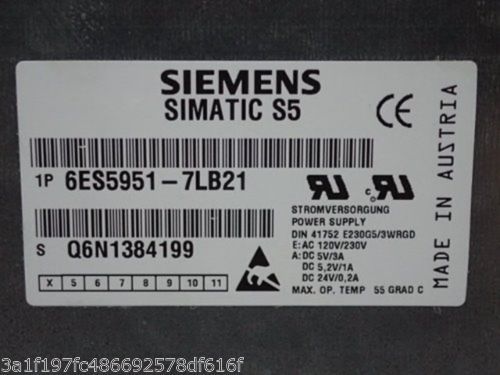 SIEMENS
SIMATIC S5
CE
1P 6ES5951-7LB21
S Q6N1384199
X 5 6 7 8 9 10 11
STROMVERSORGUNG
POWER SUPPLY
DIN 41752 E230G5/3WRGD
E: AC 120V/230V
A: DC 5V/3A
DC 5,2V/1A
DC 24V/0,2A
MAX. OP. TEMP 55 GRAD C
MADE IN AUSTRIA
3a1f197fc486692578df616f